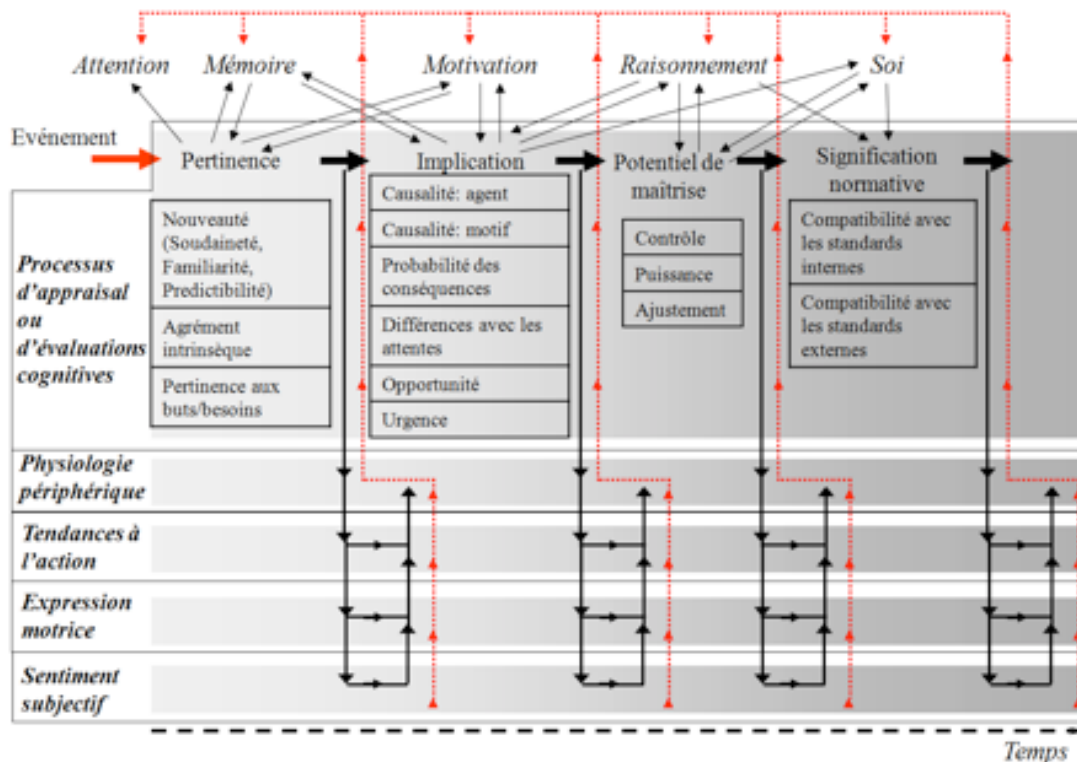 Attention Mémoire Motivation Raisonnement Soi
Evénement
Pertinence
Implication
Potentiel de
maîtrise
Signification
normative
Processus
d'appraisal
ou
d'évaluations
cognitives
Nouveauté
(Soudaineté,
Familiarité,
Predictibilité)
Agrément
intrinsèque
Pertinence aux
buts/besoins
Causalité: agent
Causalité: motif
Probabilité des
conséquences
Différences avec les
attentes
Opportunité
Urgence
Contrôle
Puissance
Ajustement
Compatibilité avec
les standards
internes
Compatibilité avec
les standards
externes
Physiologie
périphérique
Tendances à
l'action
Expression
motrice
Sentiment
subjectif
Temps